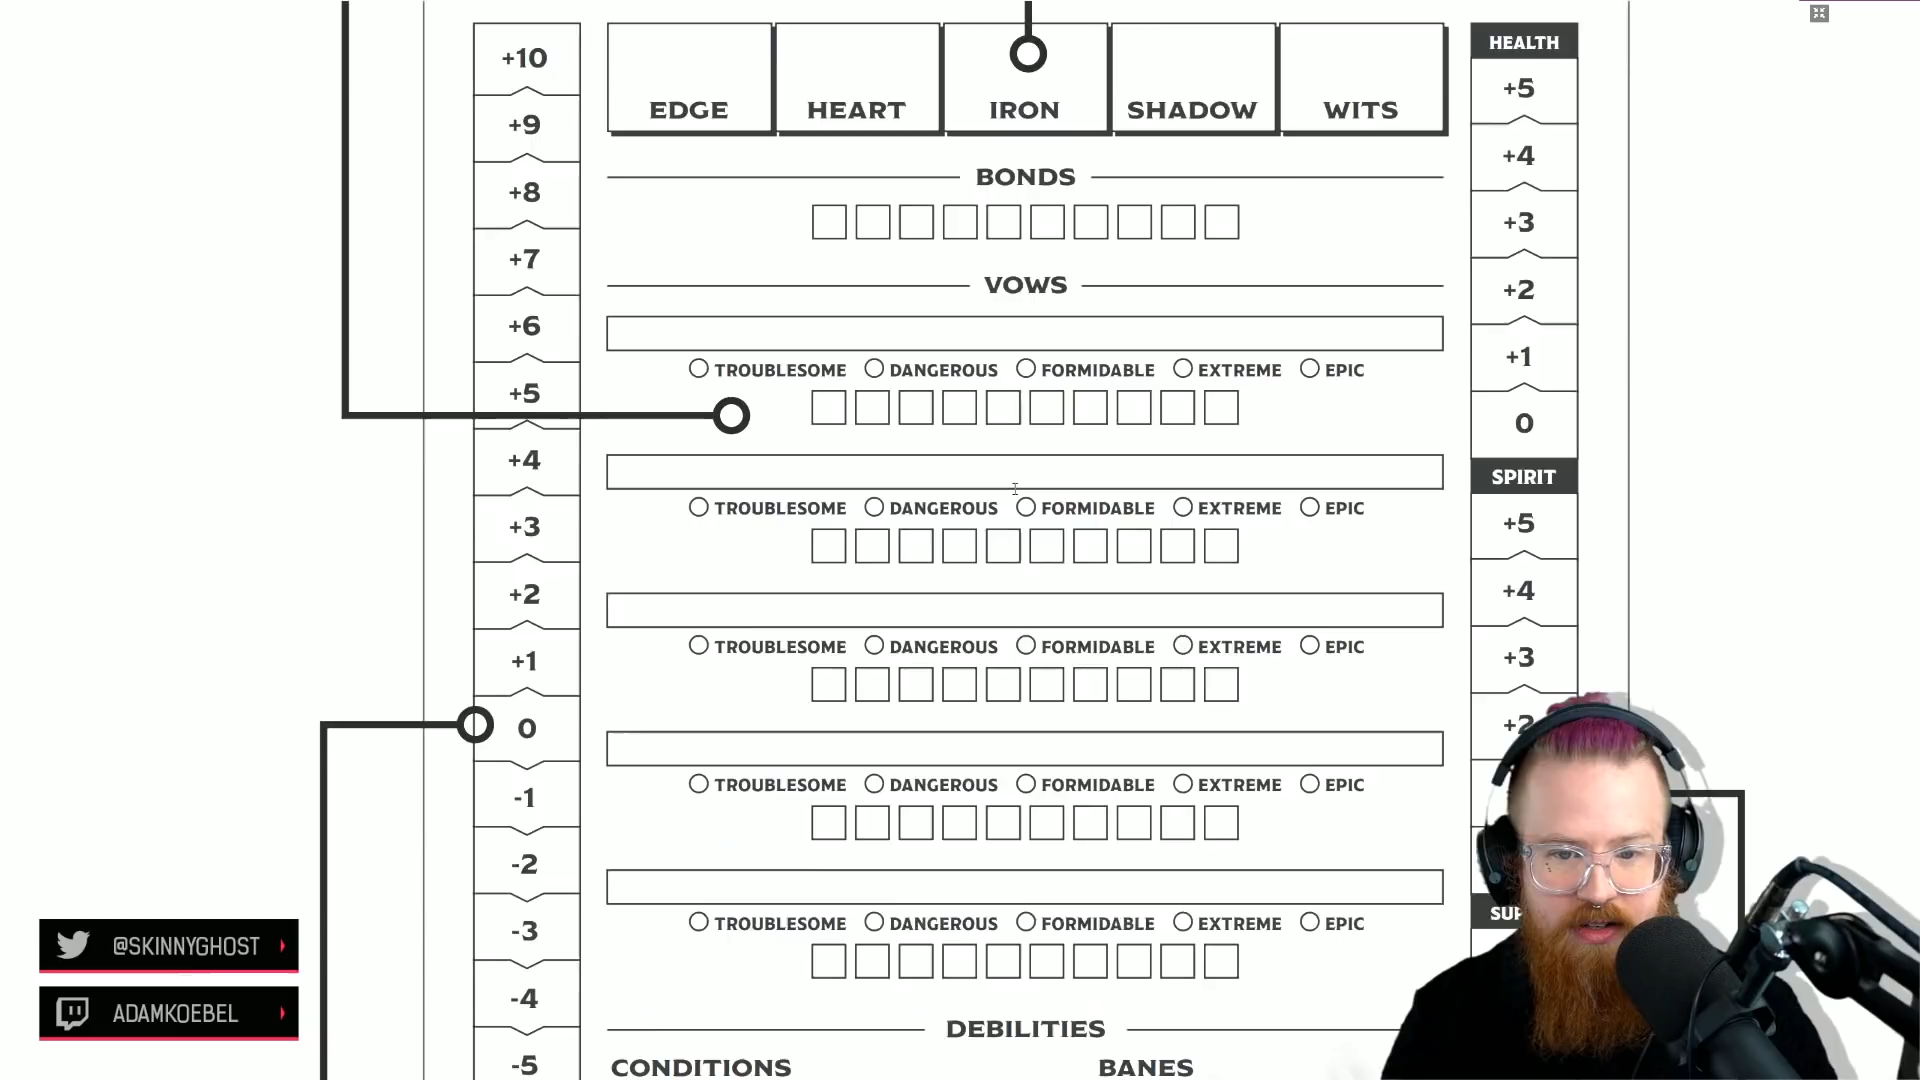 +10
+9
+8
+7
+6
+5
+4
+3
+2
+1
0
-1
-2
-3
-4
-5
EDGE HEART IRON SHADOW WITS
BONDS
VOWS
TROUBLESOME DANGEROUS FORMIDABLE EXTREME EPIC
TROUBLESOME DANGEROUS FORMIDABLE EXTREME EPIC
TROUBLESOME DANGEROUS FORMIDABLE EXTREME EPIC
TROUBLESOME DANGEROUS FORMIDABLE EXTREME EPIC
TROUBLESOME DANGEROUS FORMIDABLE EXTREME EPIC
DEBILITIES
CONDITIONS BANES
HEALTH
+5
+4
+3
+2
+1
0
SPIRIT
+5
+4
+3
+2
@SKINNYGHOST
ADAMKOEBEL